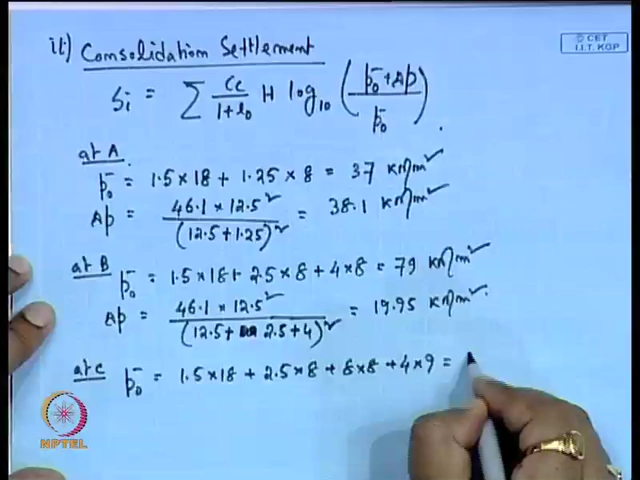 © CET
I.I.T. KGP
ii) Consolidation Settlement
Si = ∑ Cc/(1+e₀) H log₁₀ ((p̄₀+Δp)/p̄₀)
at A
p̄₀ = 1.5×18 + 1.25×8 = 37 kN/m²
Δp = (46.1×12.5²)/(12.5+1.25)² = 38.1 kN/m²
at B p̄₀ = 1.5×18+ 2.5×8 + 4×8 = 79 kN/m²
Δp = (46.1×12.5²)/(12.5+ 2.5+4)² = 19.95 kN/m²
at C p̄₀ = 1.5×18 + 2.5×8 + 8×8 + 4×9 =
NPTEL